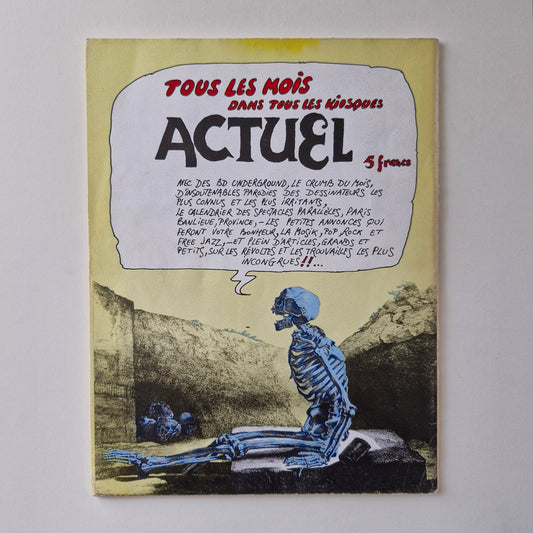 TOUS LES MOIS
DANS TOUS LES KIOSQUES
ACTUEL
5 francs
AVEC DES BD UNDERGROUND, LE CRUMB DU MOIS,
D'INSOUTENABLES PARODIES DES DESSINATEURS LES
PLUS CONNUS ET LES PLUS IRRITANTS,
LE CALENDRIER DES SPECTACLES PARALLÈLES, PARIS
BANLIEUE, PROVINCE, – LES PETITES ANNONCES QUI
FERONT VOTRE BONHEUR, LA MOSIK, POP, ROCK ET
FREE JAZZ, – ET PLEIN D'ARTICLES, GRANDS ET
PETITS, SUR LES RÉVOLTES ET LES TROUVAILLES LES PLUS
INCONGRUES!!...